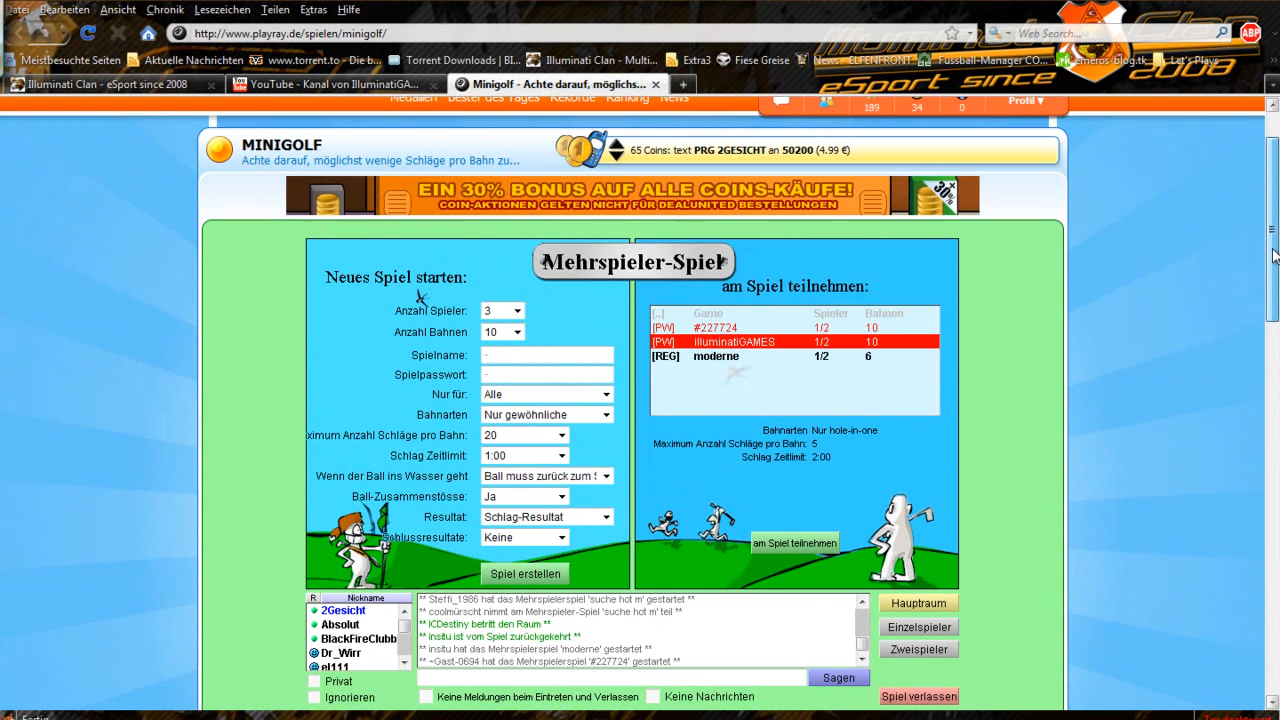 Datei Bearbeiten Ansicht Chronik Lesezeichen Teilen Extras Hilfe
http://www.playray.de/spielen/minigolf/
Web Search...
ABP
Meistbesuchte Seiten Aktuelle Nachrichten www.torrent.to - Die b... Torrent Downloads | BL... Illuminati Clan - Multi... Extra3 Fiese Griese News - ELFENFRONT... Fussball-Manager CO... emeros-blog.tk Let's Plays
eSport since 2008
Illuminati Clan - eSport since 2008 YouTube - Kanal von IlluminatiGA... Minigolf - Achte darauf, möglichs...
Medaillen Bester des Tages Rekorde Ranking News
189 34 0 Profil ▾
MINIGOLF
Achte darauf, möglichst wenige Schläge pro Bahn zu...
65 Coins: text PRG 2GESICHT an 50200 (4.99 €)
EIN 30% BONUS AUF ALLE COINS-KÄUFE!
COIN-AKTIONEN GELTEN NICHT FÜR DEALUNITED BESTELLUNGEN
30%
Mehrspieler-Spiel
Neues Spiel starten:
Anzahl Spieler: 3
Anzahl Bahnen 10
Spielname: -
Spielpasswort: -
Nur für: Alle
Bahnarten Nur gewöhnliche
ximum Anzahl Schläge pro Bahn: 20
Schlag Zeitlimit: 1:00
Wenn der Ball ins Wasser geht Ball muss zurück zum S
Ball-Zusammenstösse: Ja
Resultat: Schlag-Resultat
Schlussresultate: Keine
Spiel erstellen
am Spiel teilnehmen:
[..] Game Spieler Bahnen
[PW] #227724 1/2 10
[PW] illuminatiGAMES 1/2 10
[REG] moderne 1/2 6
Bahnarten Nur hole-in-one
Maximum Anzahl Schläge pro Bahn: 5
Schlag Zeitlimit: 2:00
am Spiel teilnehmen
R Nickname
2Gesicht
Absolut
BlackFireClubb
Dr_Wirr
el111
Privat
Ignorieren
** Steffi_1986 hat das Mehrspielerspiel 'suche hot m' gestartet **
** coolmürscht nimmt am Mehrspieler-Spiel 'suche hot m' teil **
** ICDestiny betritt den Raum **
** insitu ist vom Spiel zurückgekehrt **
** insitu hat das Mehrspielerspiel 'moderne' gestartet **
** ~Gast-0694 hat das Mehrspielerspiel '#227724' gestartet **
Sagen
Keine Meldungen beim Eintreten und Verlassen Keine Nachrichten
Hauptraum
Einzelspieler
Zweispieler
Spiel verlassen
Fertig